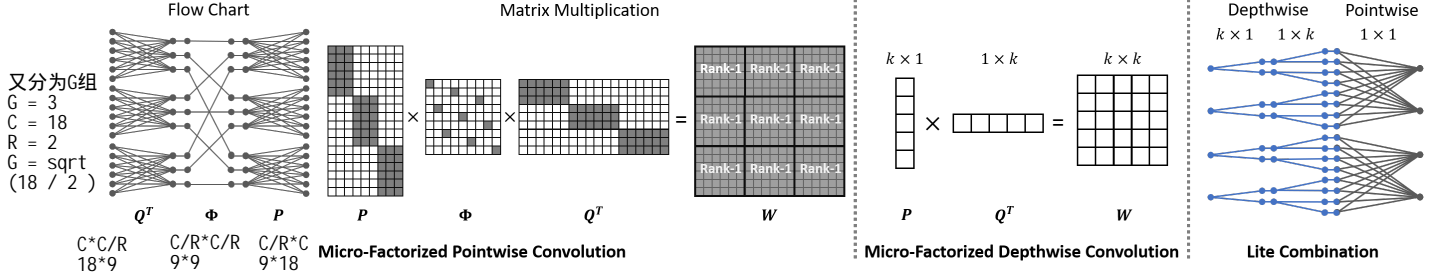 Flow Chart
Matrix Multiplication
Depthwise
Pointwise
k × 1
1 × k
1 × 1
又分为G组
G = 3
C = 18
R = 2
G = sqrt
(18 / 2 )
× × =
Rank-1 Rank-1 Rank-1
Rank-1 Rank-1 Rank-1
Rank-1 Rank-1 Rank-1
k × 1
1 × k
k × k
× =
Q^T Φ P
P Φ Q^T W
P Q^T W
C*C/R
18*9
C/R*C/R
9*9
C/R*C
9*18
Micro-Factorized Pointwise Convolution
Micro-Factorized Depthwise Convolution
Lite Combination